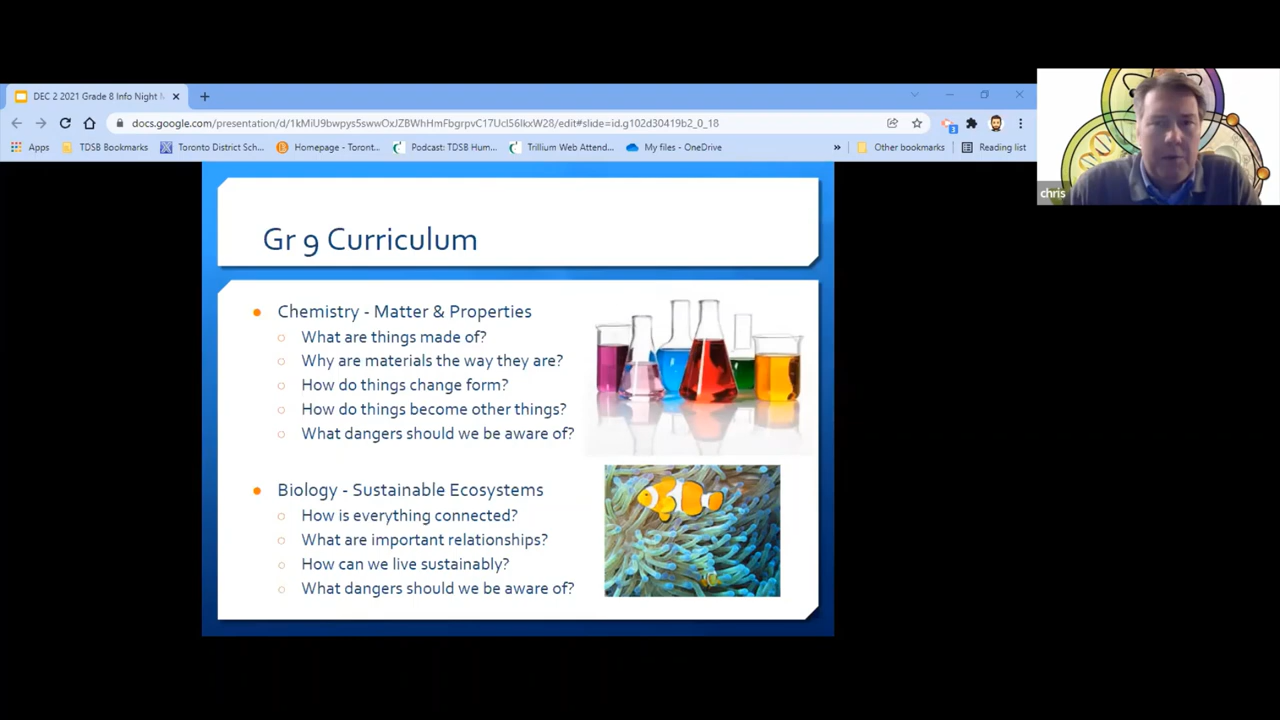 DEC 2 2021 Grade 8 Info Night
docs.google.com/presentation/d/1kMiU9bwpys5swwOxJZBWhHmFbgrpvC17UcI56IkxW28/edit#slide=id.g102d30419b2_0_18
3
Apps TDSB Bookmarks Toronto District Sch... Homepage - Toront... Podcast: TDSB Hum... Trillium Web Attend... My files - OneDrive » Other bookmarks Reading list
chris
Gr 9 Curriculum
Chemistry - Matter & Properties
What are things made of?
Why are materials the way they are?
How do things change form?
How do things become other things?
What dangers should we be aware of?
Biology - Sustainable Ecosystems
How is everything connected?
What are important relationships?
How can we live sustainably?
What dangers should we be aware of?